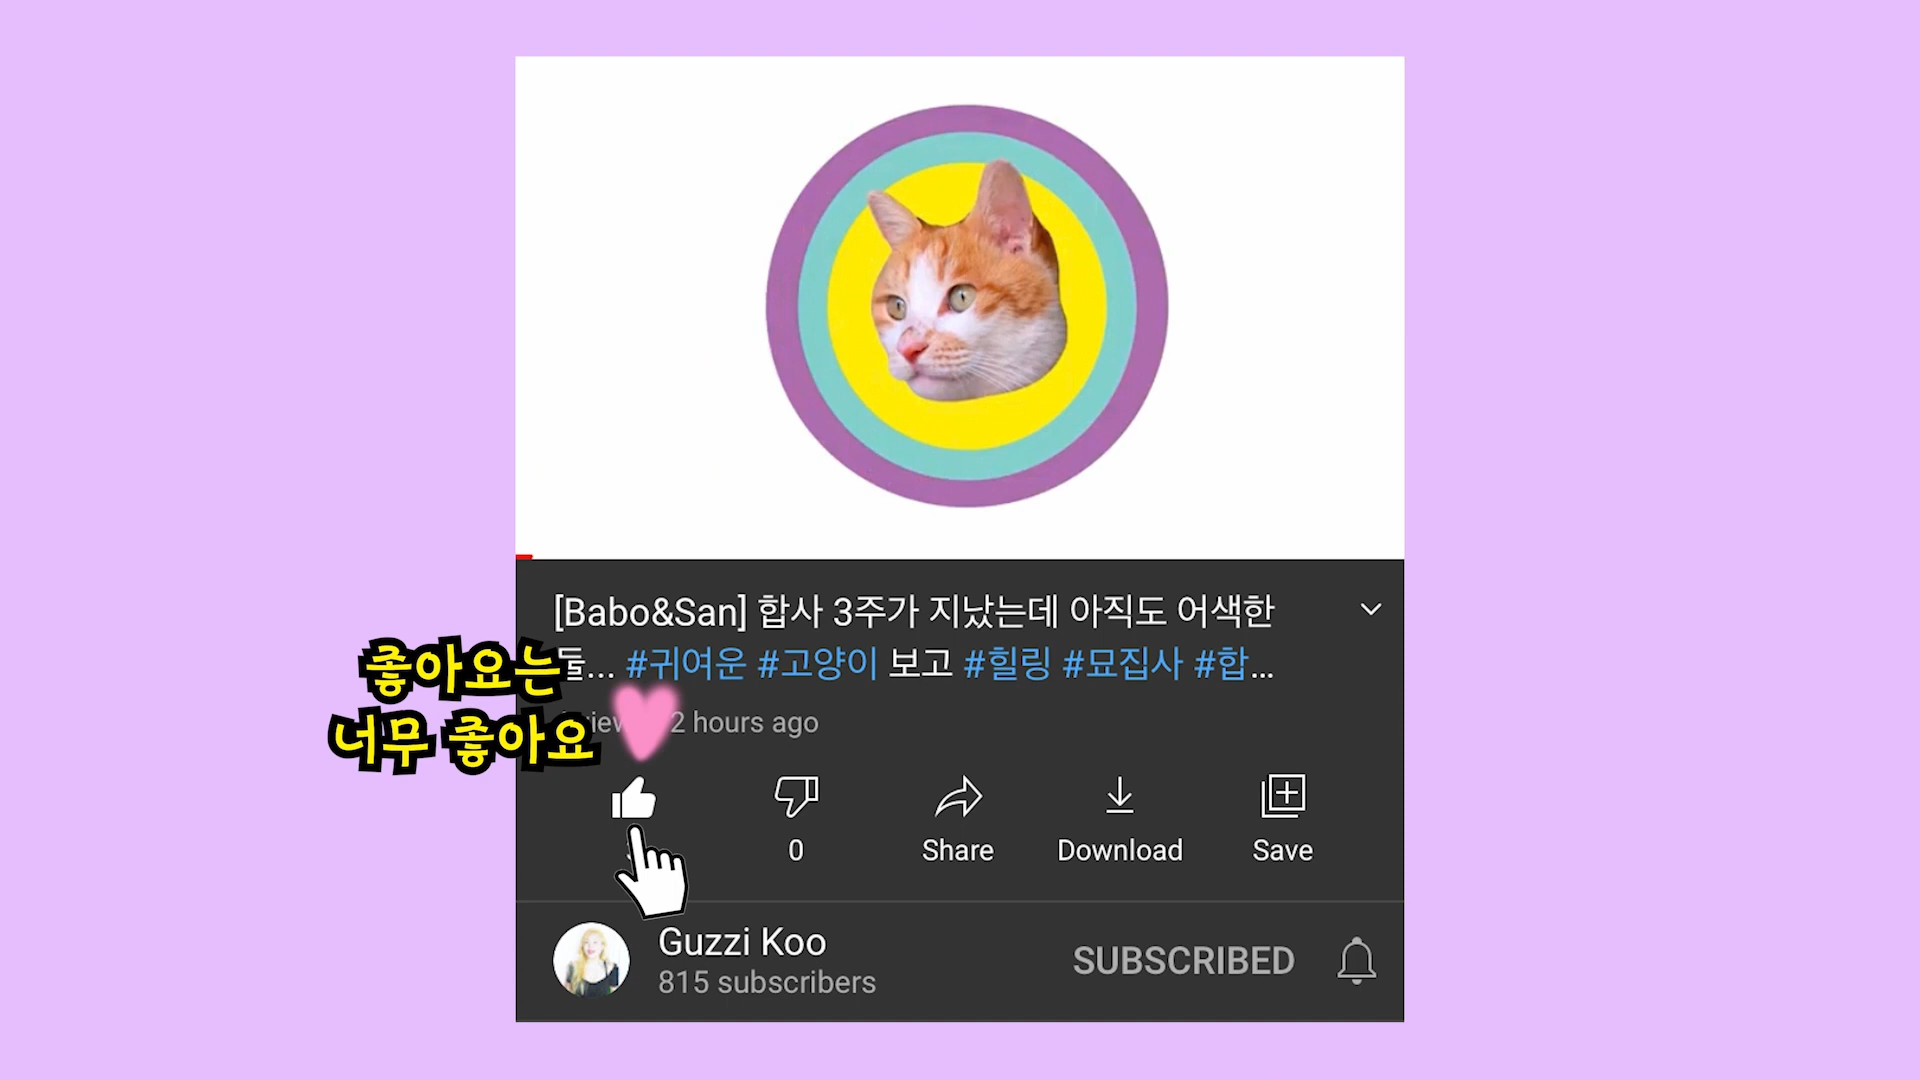 [Babo&San] 합사 3주가 지났는데 아직도 어색한
둘... #귀여운 #고양이 보고 #힐링 #묘집사 #합...
2 hours ago
좋아요는
너무 좋아요
0
Share
Download
Save
Guzzi Koo
815 subscribers
SUBSCRIBED